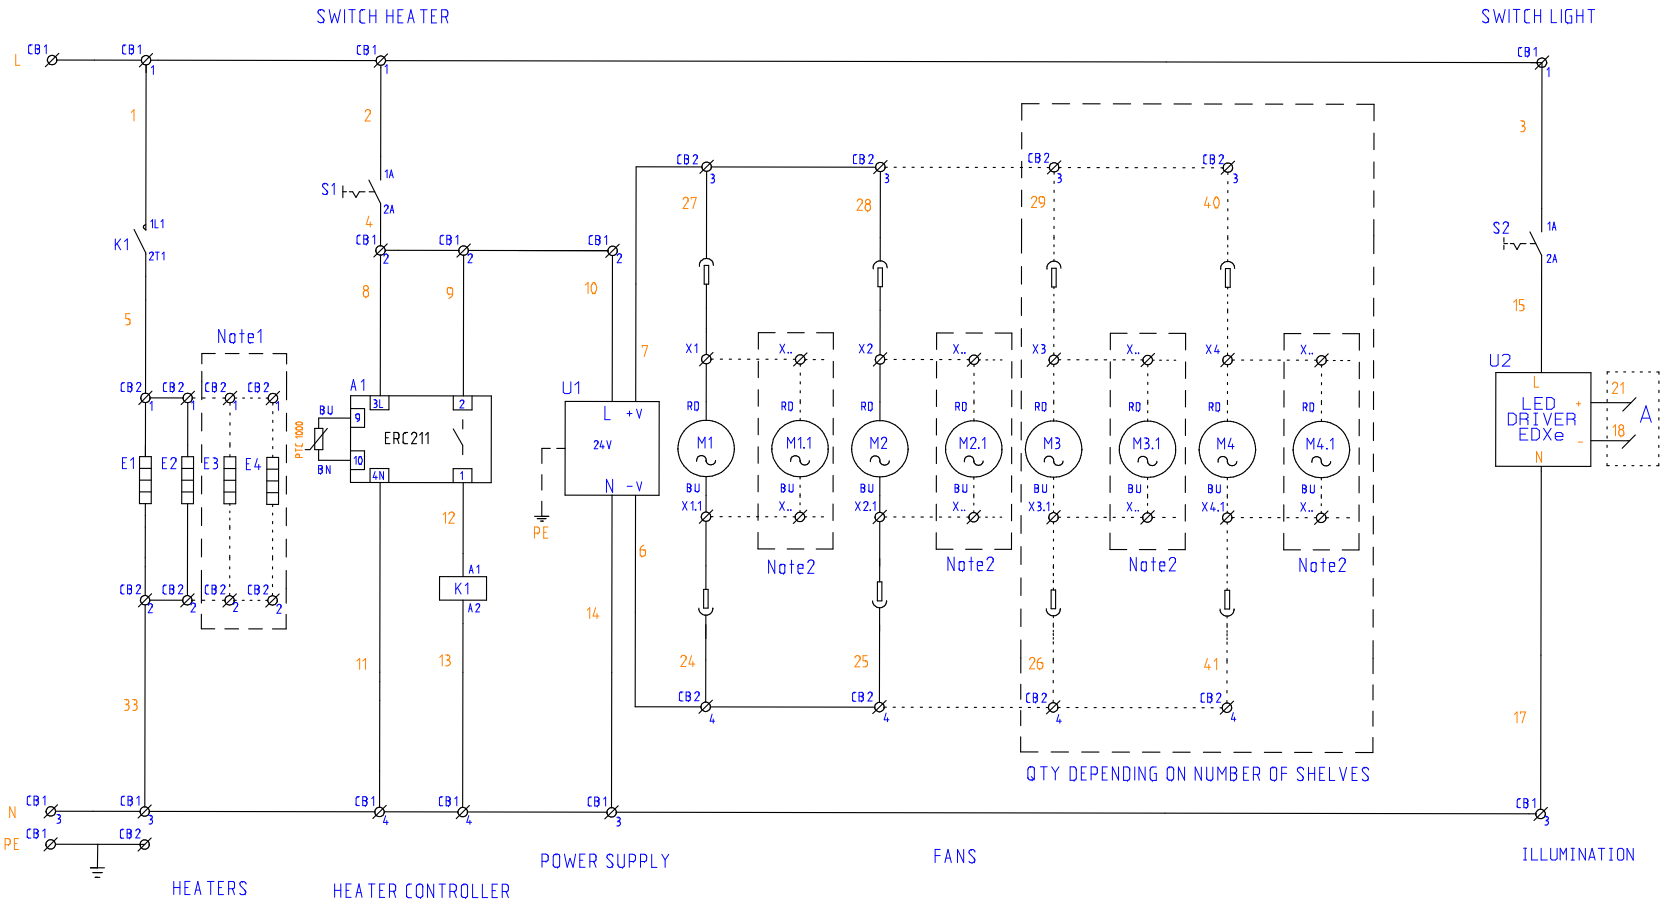 SWITCH HEATER
SWITCH LIGHT
L CB1 CB1 1 CB1 1 CB1 1
1 2 3
CB2 3 CB2 3 CB2 3 CB2 3
S1 1A 2A
27 28 29 40
4
K1 1L1 2T1
S2 1A 2A
CB1 2 CB1 2 CB1 2
8 9 10
5 15
Note1
7
X1 X.. X2 X.. X3 X.. X4 X..
CB2 1 CB2 1 CB2 1 CB2 1
A1
U1
U2
BU 9 3L 2
PTC 1000
ERC211
BN 10 4N 1
L +V
24V
N -V
RD RD RD RD RD RD RD RD
M1 M1.1 M2 M2.1 M3 M3.1 M4 M4.1
BU BU BU BU BU BU BU BU
L
LED
DRIVER
EDXe
N
+ 21
- 18
A
E1 E2 E3 E4
X1.1 X.. X2.1 X.. X3.1 X.. X4.1 X..
12
PE
6
Note2 Note2 Note2 Note2
A1
K1
A2
CB2 2 CB2 2 CB2 2 CB2 2
14
11 13
24 25 26 41
33
CB2 4 CB2 4 CB2 4 CB2 4
17
QTY DEPENDING ON NUMBER OF SHELVES
N CB1 3 CB1 3 CB1 4 CB1 4 CB1 3 CB1 3
PE CB1 CB2
POWER SUPPLY
FANS
ILLUMINATION
HEATERS
HEATER CONTROLLER